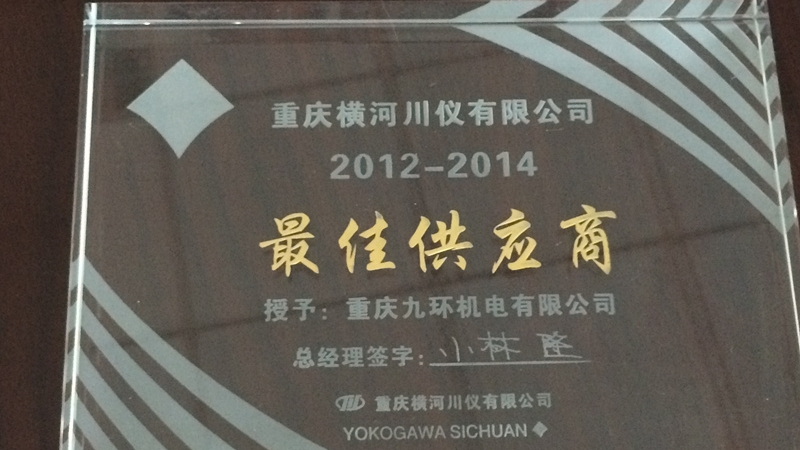 重庆横河川仪有限公司
2012-2014
最佳供应商
授予：重庆九环机电有限公司
总经理签字：小林隆
重庆横河川仪有限公司
YOKOGAWA SICHUAN